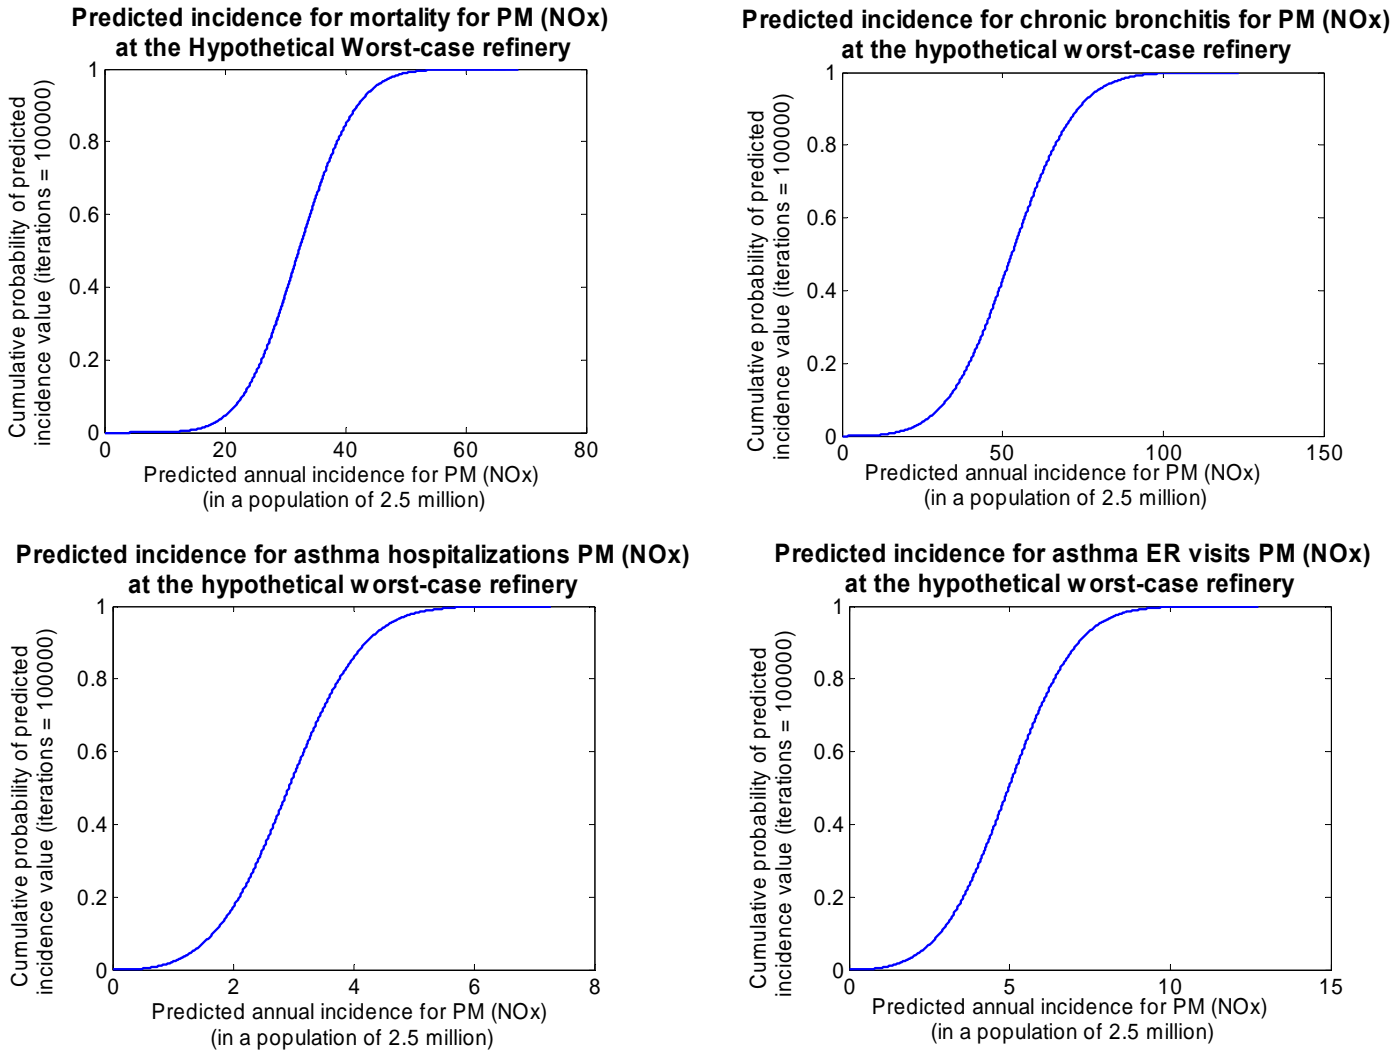 Predicted incidence for mortality for PM (NOx)
at the Hypothetical Worst-case refinery
Cumulative probability of predicted
incidence value (iterations = 100000)
1
0.8
0.6
0.4
0.2
0
0 20 40 60 80
Predicted annual incidence for PM (NOx)
(in a population of 2.5 million)
Predicted incidence for chronic bronchitis for PM (NOx)
at the hypothetical worst-case refinery
Cumulative probability of predicted
incidence value (iterations = 100000)
1
0.8
0.6
0.4
0.2
0
0 50 100 150
Predicted annual incidence for PM (NOx)
(in a population of 2.5 million)
Predicted incidence for asthma hospitalizations PM (NOx)
at the hypothetical worst-case refinery
Cumulative probability of predicted
incidence value (iterations = 100000)
1
0.8
0.6
0.4
0.2
0
0 2 4 6 8
Predicted annual incidence for PM (NOx)
(in a population of 2.5 million)
Predicted incidence for asthma ER visits PM (NOx)
at the hypothetical worst-case refinery
Cumulative probability of predicted
incidence value (iterations = 100000)
1
0.8
0.6
0.4
0.2
0
0 5 10 15
Predicted annual incidence for PM (NOx)
(in a population of 2.5 million)